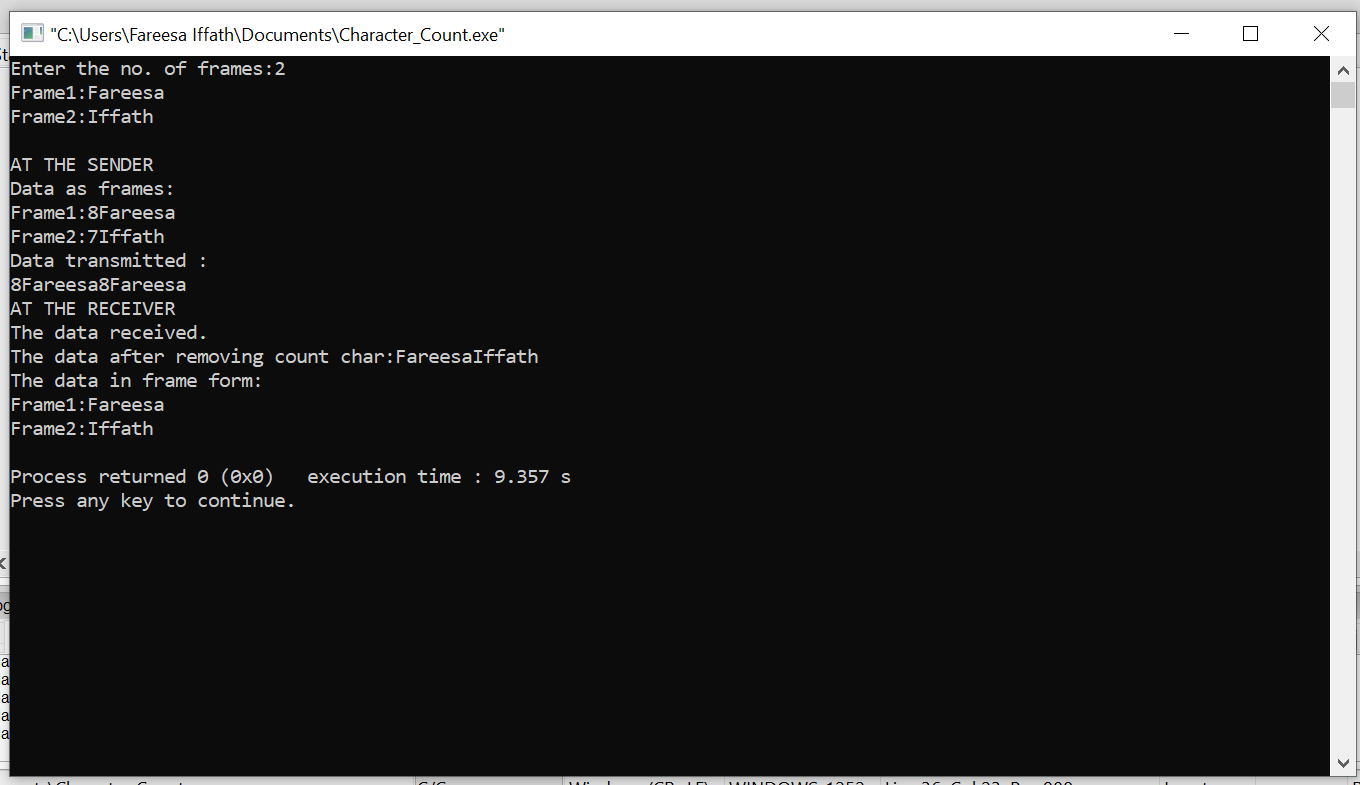 "C:\Users\Fareesa Iffath\Documents\Character_Count.exe"
Enter the no. of frames:2
Frame1:Fareesa
Frame2:Iffath
AT THE SENDER
Data as frames:
Frame1:8Fareesa
Frame2:7Iffath
Data transmitted :
8Fareesa8Fareesa
AT THE RECEIVER
The data received.
The data after removing count char:FareesaIffath
The data in frame form:
Frame1:Fareesa
Frame2:Iffath
Process returned 0 (0x0)   execution time : 9.357 s
Press any key to continue.